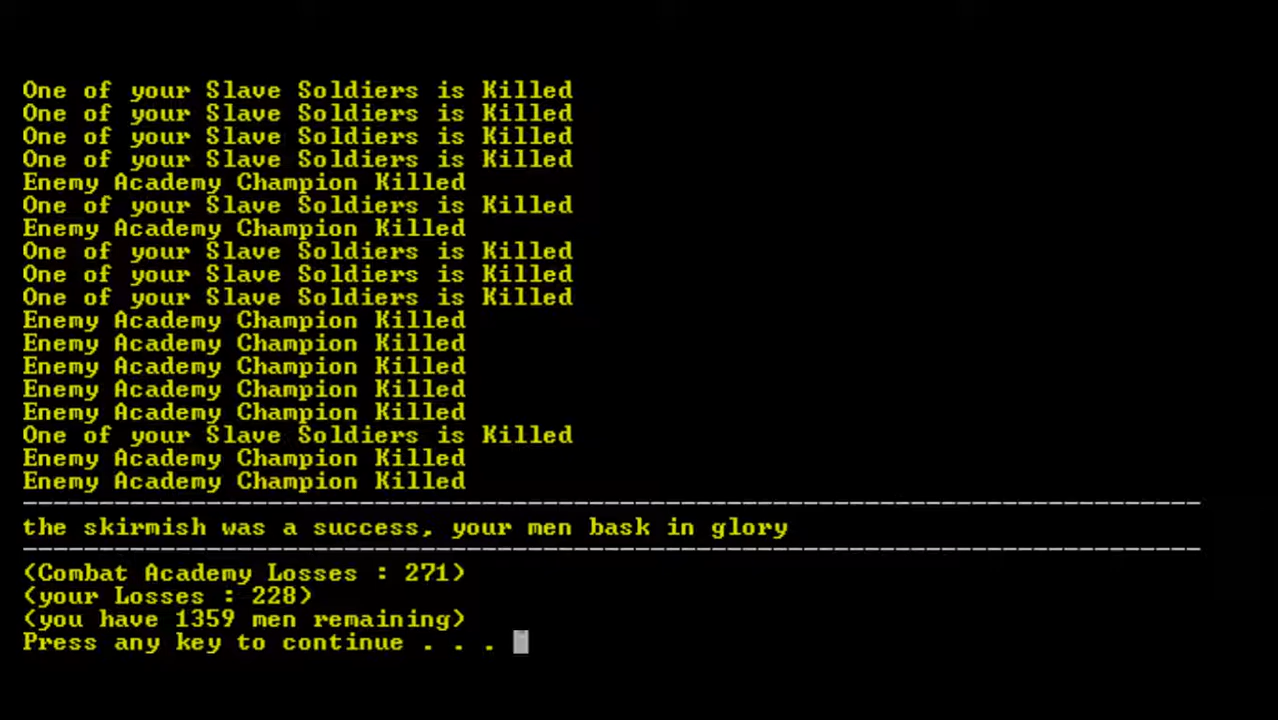 One of your Slave Soldiers is Killed
One of your Slave Soldiers is Killed
One of your Slave Soldiers is Killed
One of your Slave Soldiers is Killed
Enemy Academy Champion Killed
One of your Slave Soldiers is Killed
Enemy Academy Champion Killed
One of your Slave Soldiers is Killed
One of your Slave Soldiers is Killed
One of your Slave Soldiers is Killed
Enemy Academy Champion Killed
Enemy Academy Champion Killed
Enemy Academy Champion Killed
Enemy Academy Champion Killed
Enemy Academy Champion Killed
One of your Slave Soldiers is Killed
Enemy Academy Champion Killed
Enemy Academy Champion Killed
the skirmish was a success, your men bask in glory
(Combat Academy Losses : 271)
(your Losses : 228)
(you have 1359 men remaining)
Press any key to continue . . .